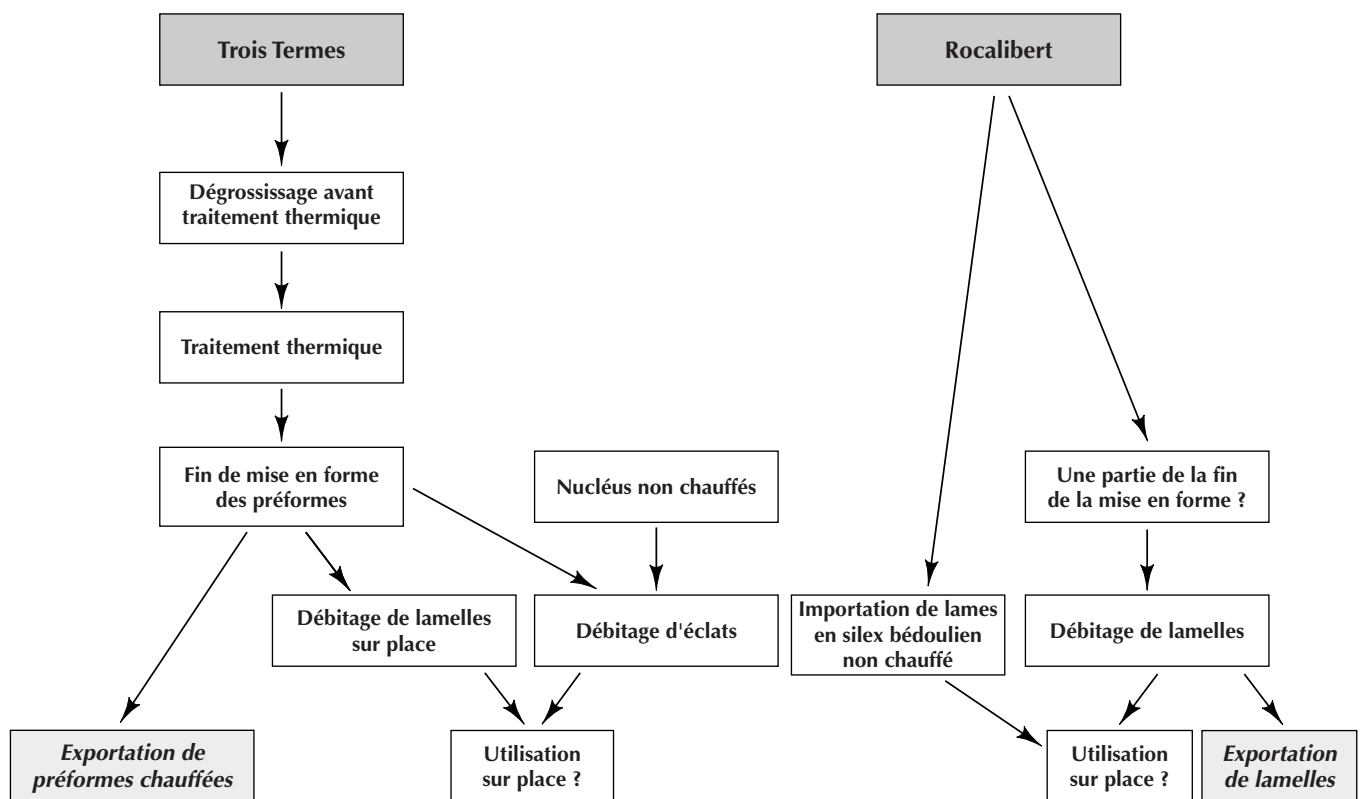 Trois Termes
Rocalibert
Dégrossissage avant
traitement thermique
Traitement thermique
Fin de mise en forme
des préformes
Nucléus non chauffés
Une partie de la fin
de la mise en forme ?
Débitage de lamelles
sur place
Débitage d'éclats
Importation de lames
en silex bédoulien
non chauffé
Débitage de lamelles
Exportation de
préformes chauffées
Utilisation
sur place ?
Utilisation
sur place ?
Exportation
de lamelles